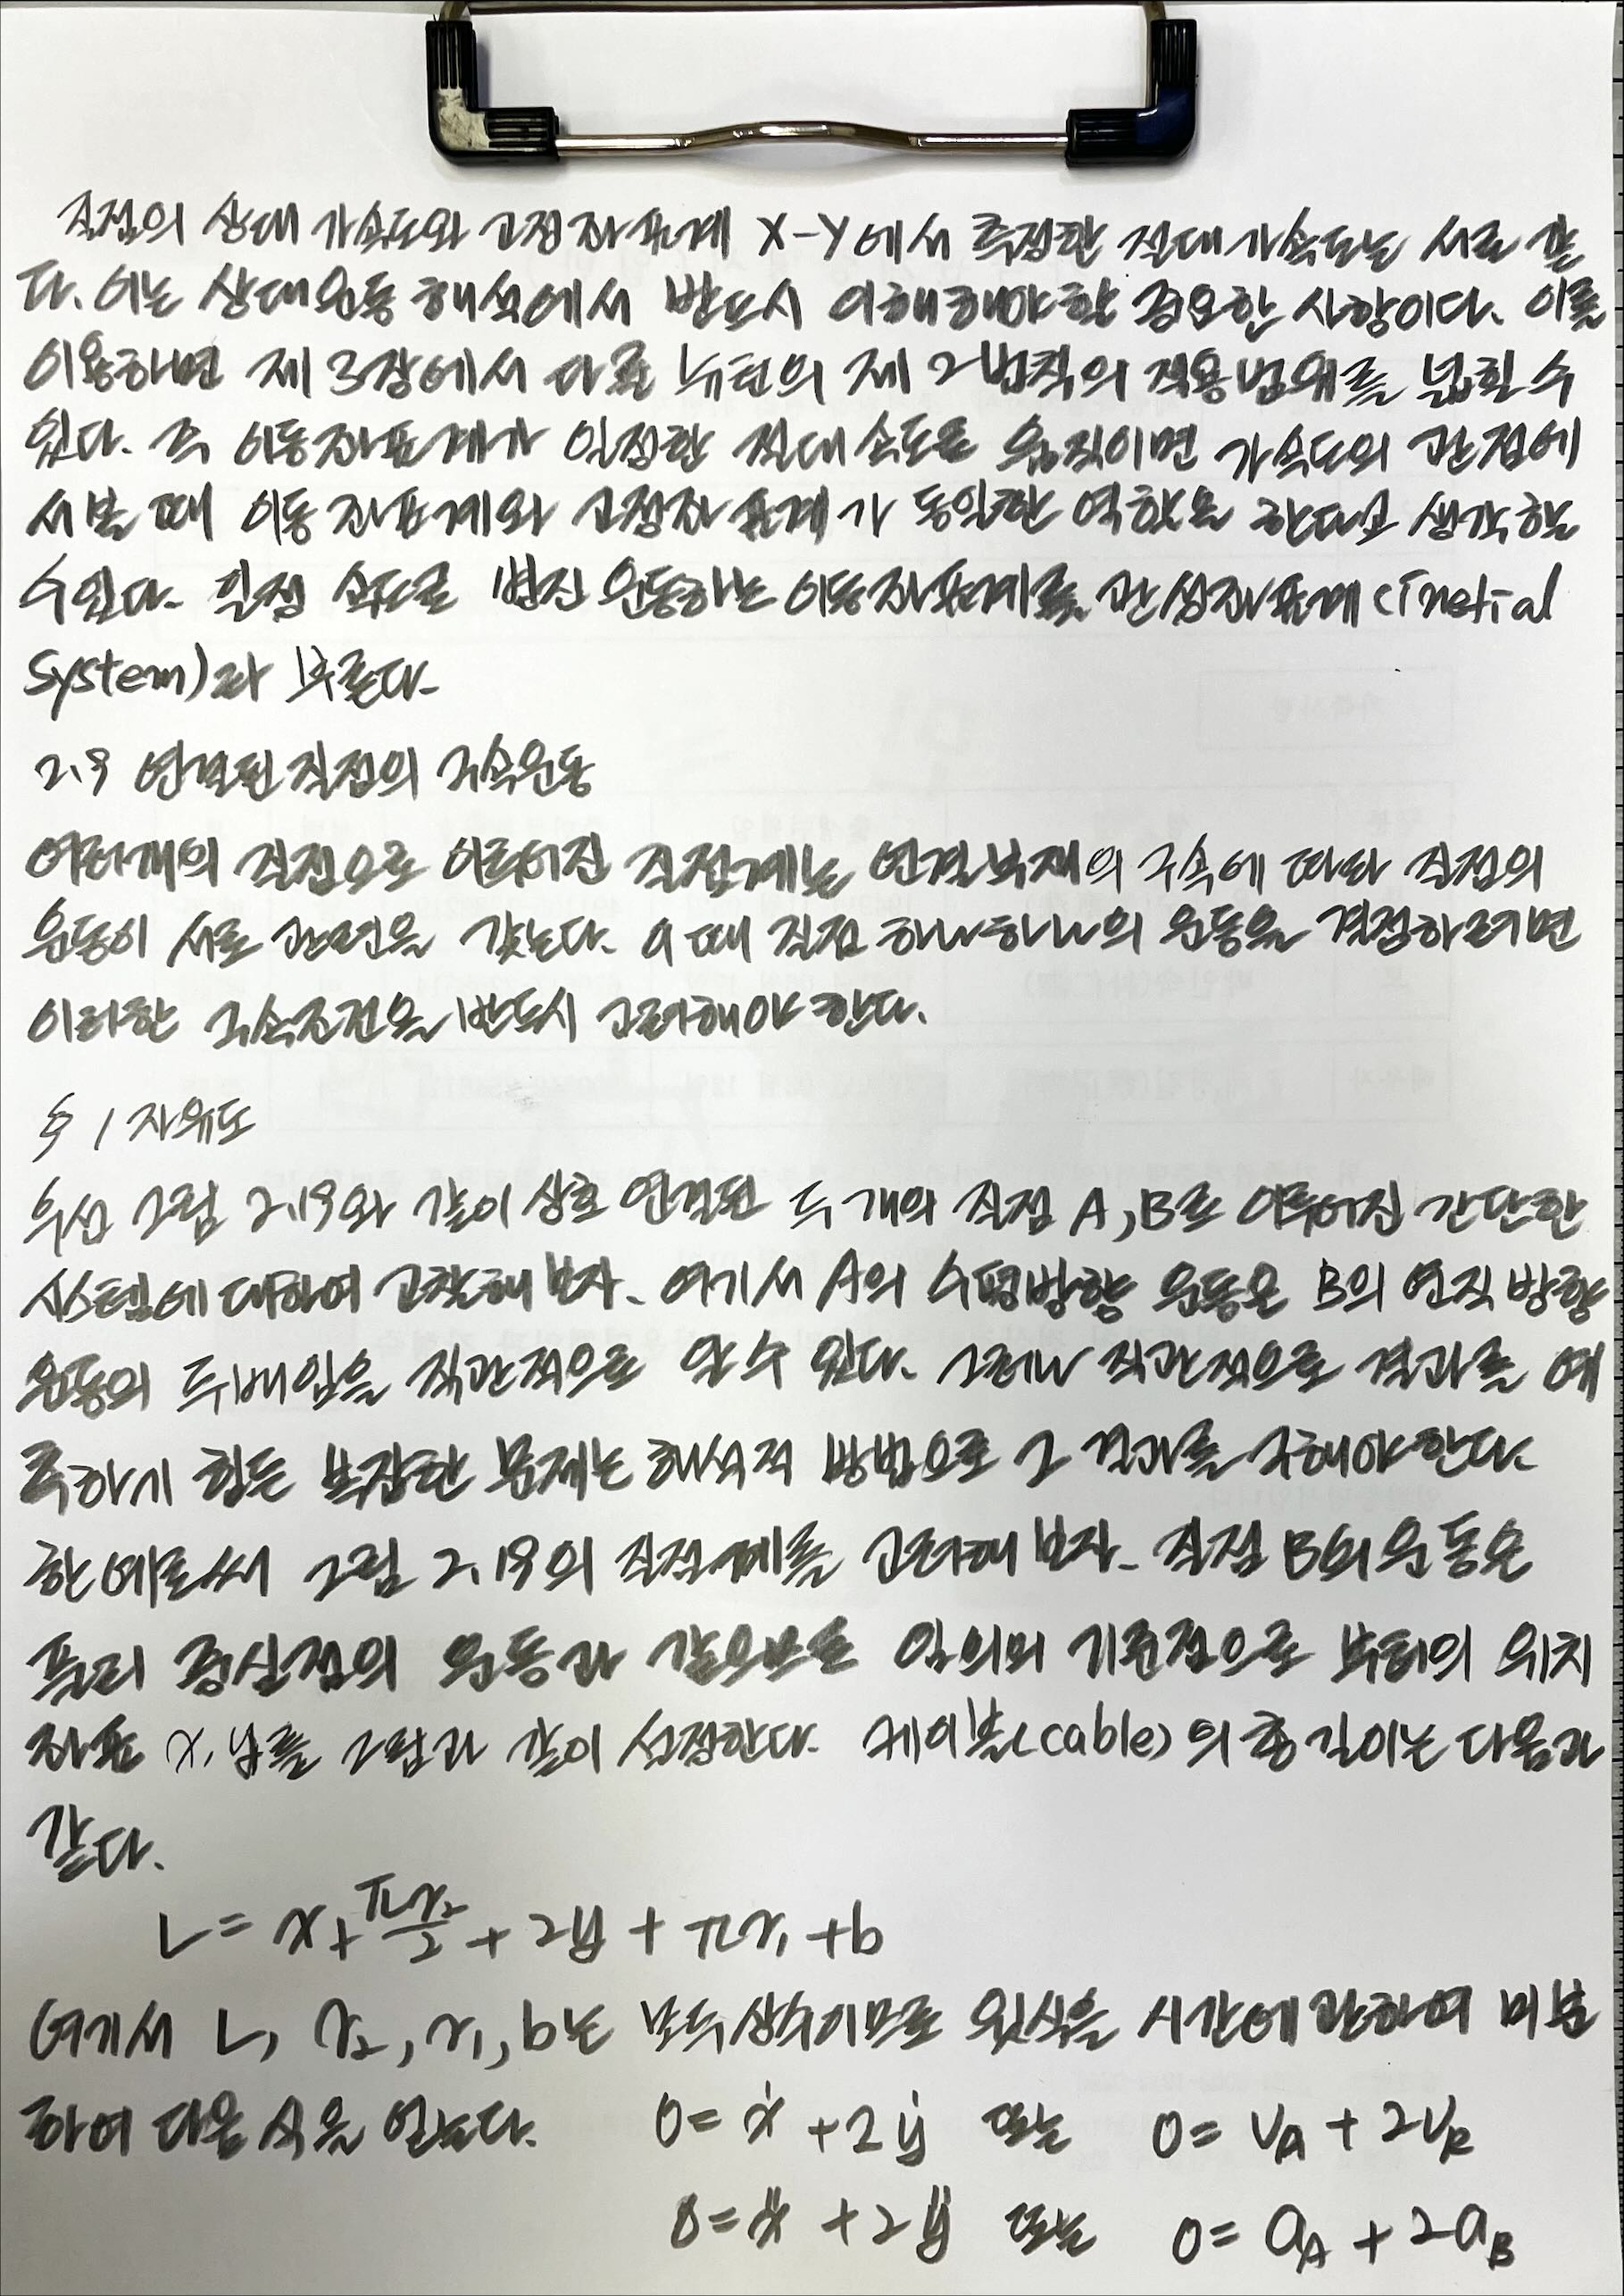 질점의 상대 가속도와 고정좌표계 X-Y에서 측정한 절대가속도는 서로 같
다. 이는 상대운동 해석에서 반드시 이해해야할 중요한 사항이다. 이를
이용하면 제 3장에서 다룰 뉴턴의 제 2법칙의 적용범위를 넓힐 수
있다. 즉 이동좌표계가 일정한 절대속도로 움직이면 가속도의 관점에
서 볼 때 이동좌표계와 고정좌표계가 동일한 역할을 한다고 생각할
수 있다. 일정 속도로 병진 운동하는 이동좌표계를 관성좌표계(inetial
system)라 부른다.
2.9 연결된 질점의 구속운동
여러개의 질점으로 이루어진 질점계는 연결부재의 구속에 따라 질점의
운동이 서로 관련을 갖는다. 이때 질점 하나하나의 운동을 결정하려면
이러한 구속조건을 반드시 고려해야 한다.
§ 1 자유도
우선 그림 2.19와 같이 상호 연결된 두 개의 질점 A, B로 이루어진 간단한
시스템에 대하여 고찰해 보자. 여기서 A의 수평방향 운동은 B의 연직 방향
운동의 두배임을 직관적으로 알 수 있다. 그러나 직관적으로 결과를 예
측하기 힘든 복잡한 문제는 해석적 방법으로 그 결과를 구해야 한다.
한 예로써 그림 2.19의 질점계를 고려해 보자. 질점 B의 운동은
풀리 중심점의 운동과 같으므로 임의의 기준점으로 부터의 위치
좌표 x, y를 그림과 같이 설정한다. 케이블(cable)의 총 길이는 다음과
같다.
L = x + πr₂/2 + 2y + πr₁ + b
여기서 L, r₂, r₁, b는 모두 상수이므로 윗식을 시간에 관하여 미분
하여 다음 식을 얻는다. 0 = ẋ + 2ẏ 또는 0 = v_A + 2v_B
0 = ẍ + 2ÿ 또는 0 = a_A + 2a_B